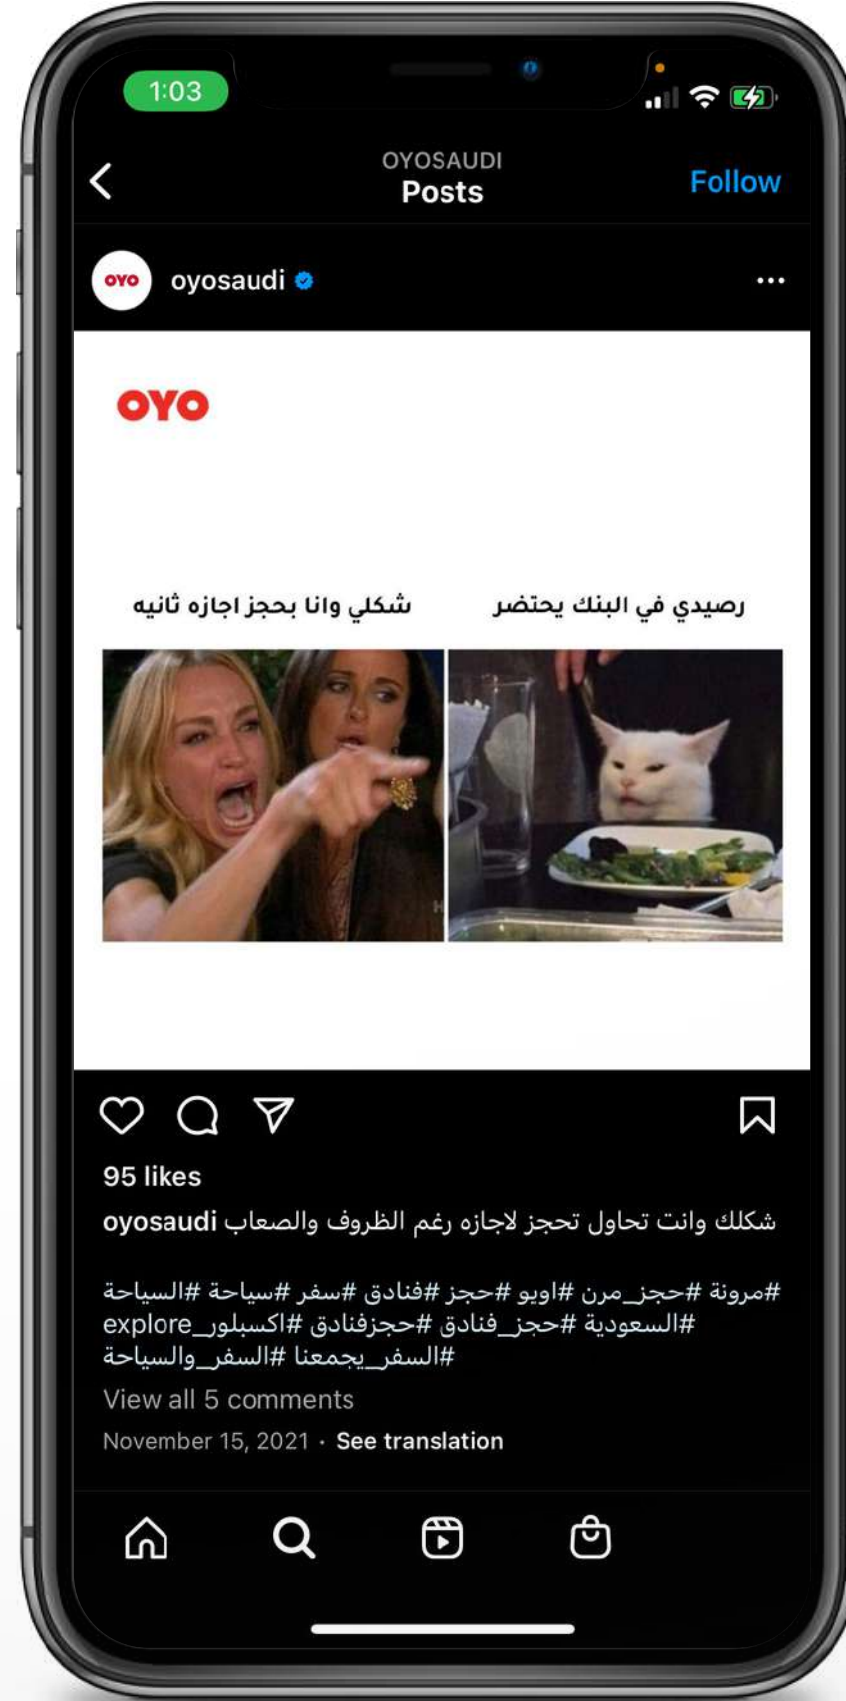 1:03
OYOSAUDI
Posts
Follow
OYO
oyosaudi
OYO
رصيدي في البنك يحتضر
شكلي وانا بحجز اجازه ثانيه
95 likes
oyosaudi شكلك وانت تحاول تحجز لاجازه رغم الظروف والصعاب
#مرونة #حجز_مرن #اويو #حجز #فنادق #سفر #سياحة #السياحة
#السعودية #حجز_فنادق #حجزفنادق #اكسبلور_explore
#السفر_يجمعنا #السفر_والسياحة
View all 5 comments
November 15, 2021 · See translation